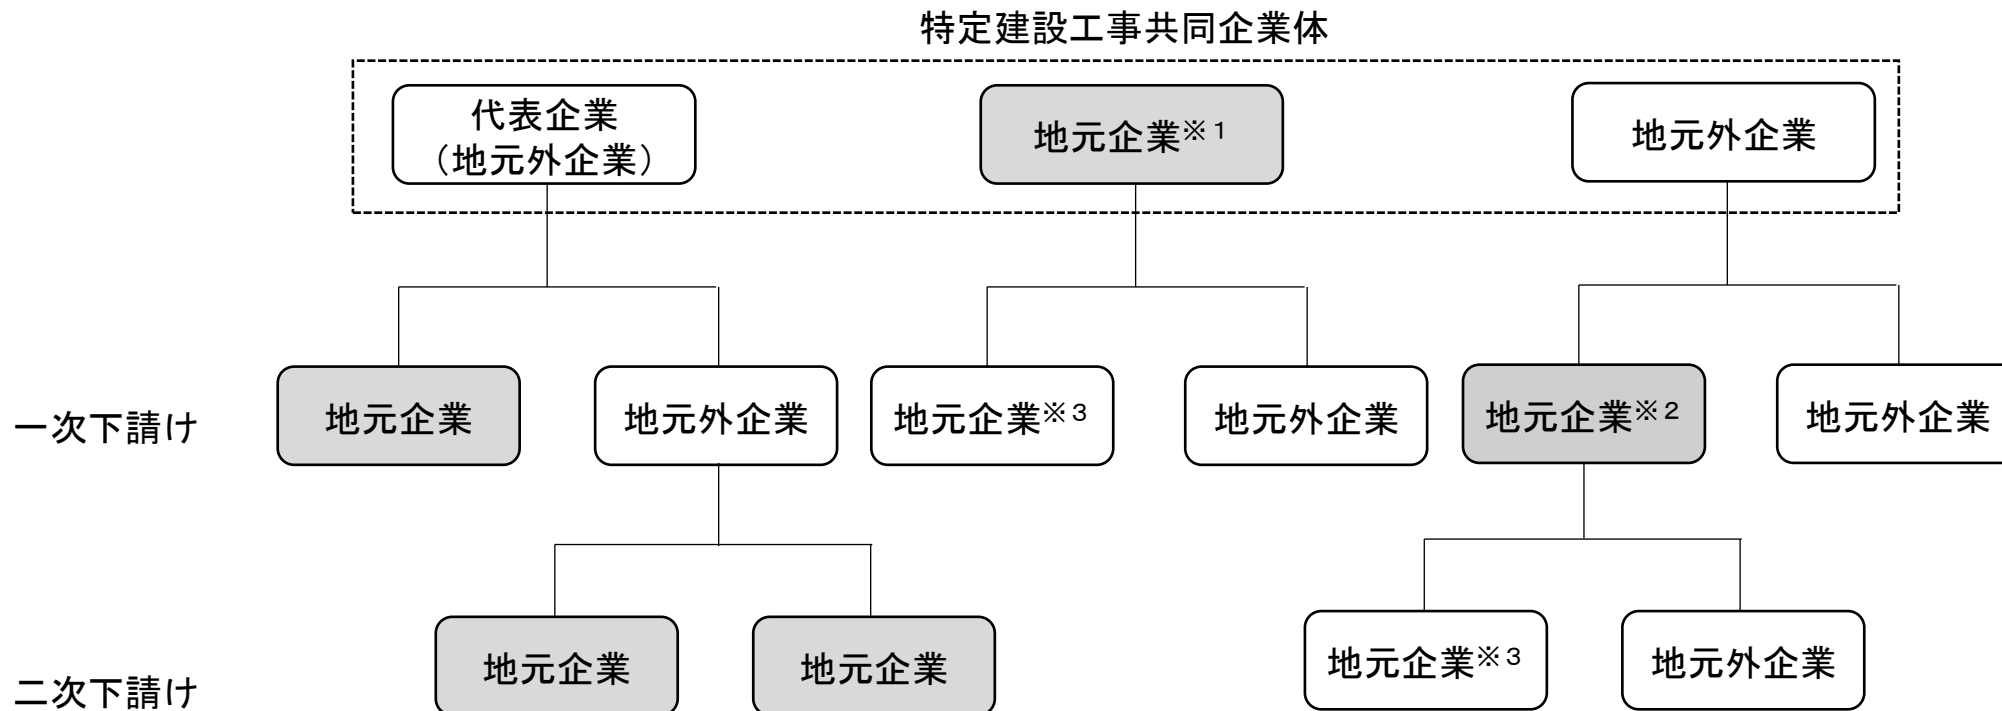 特定建設工事共同企業体
代表企業
（地元外企業）
地元企業※１
地元外企業
一次下請け
地元企業
地元外企業
地元企業※３
地元外企業
地元企業※２
地元外企業
二次下請け
地元企業
地元企業
地元企業※３
地元外企業